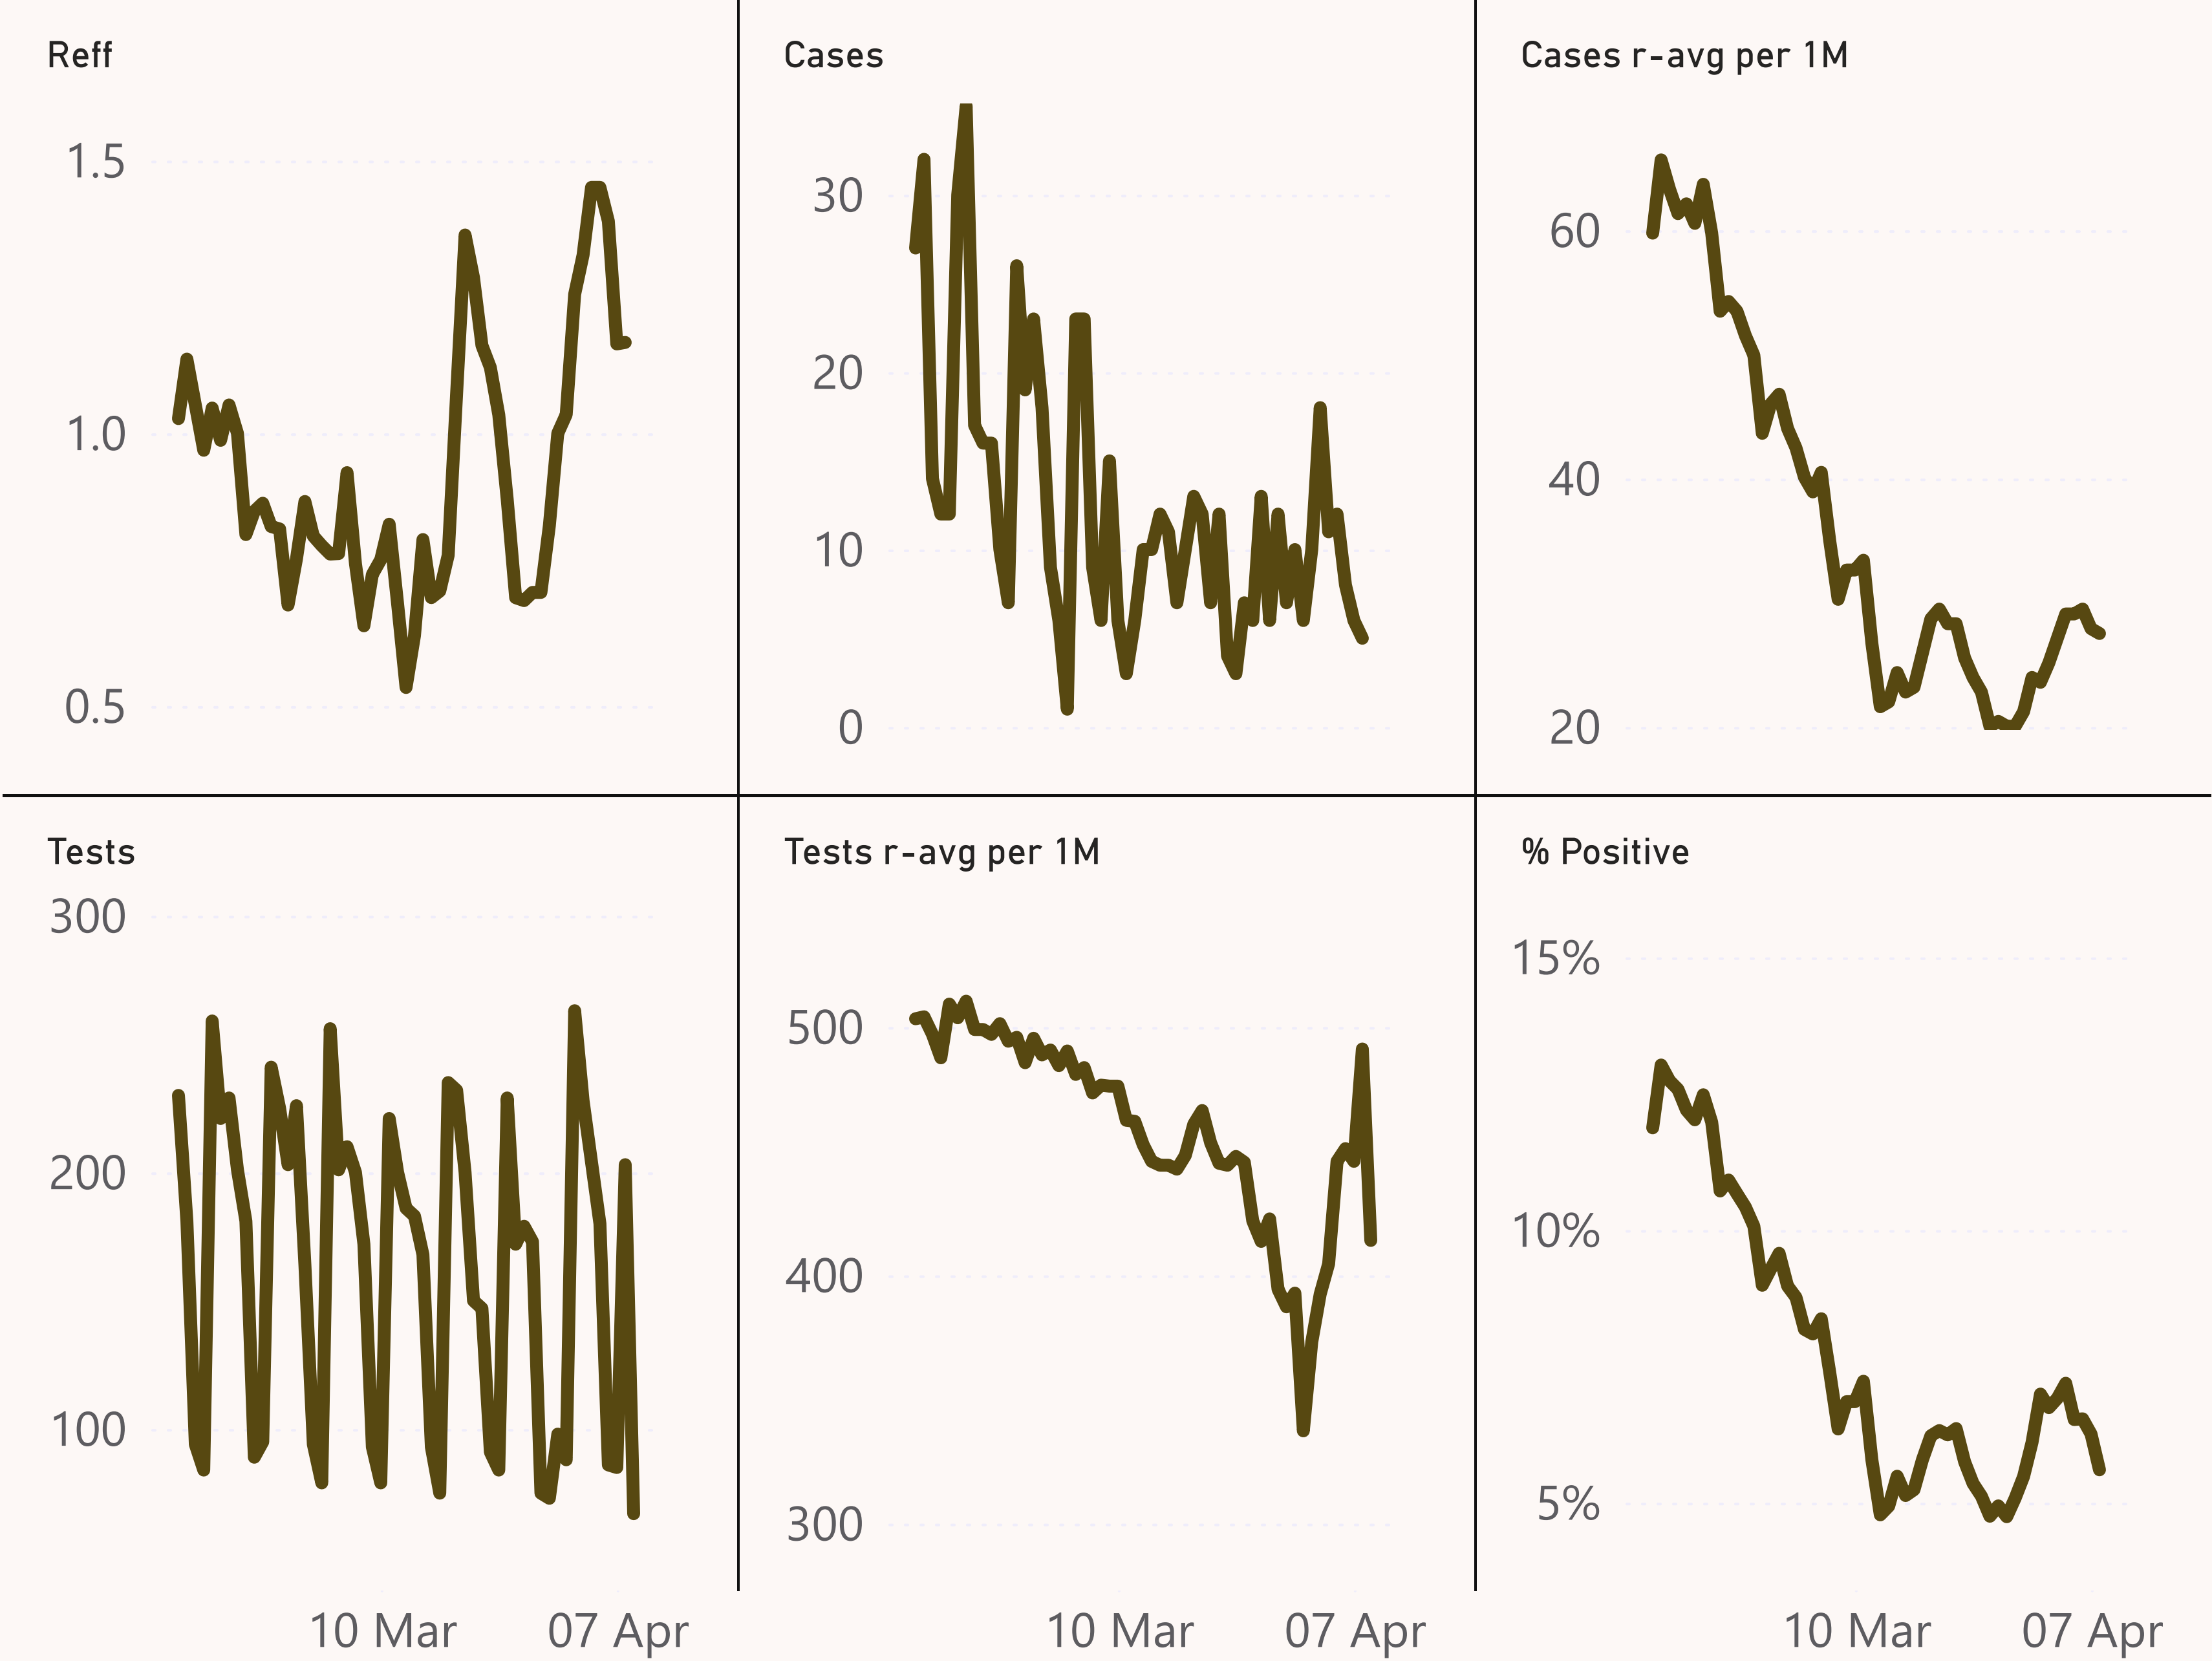 Reff
1.5
1.0
0.5
Cases
30
20
10
0
Cases r-avg per 1M
60
40
20
Tests
300
200
100
10 Mar 07 Apr
Tests r-avg per 1M
500
400
300
10 Mar 07 Apr
% Positive
15%
10%
5%
10 Mar 07 Apr